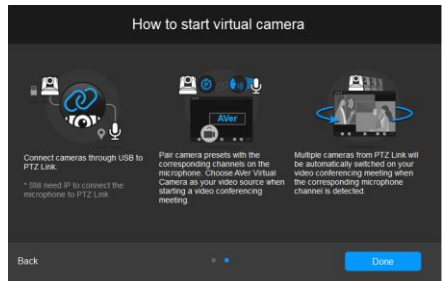 How to start virtual camera
AVer
Connect cameras through USB to
PTZ Link.
* Still need IP to connect the
microphone to PTZ Link.
Pair camera presets with the
corresponding channels on the
microphone. Choose AVer Virtual
Camera as your video source when
starting a video conferencing
meeting.
Multiple cameras from PTZ Link will
be automatically switched on your
video conferencing meeting when
the corresponding microphone
channel is detected.
Back
Done